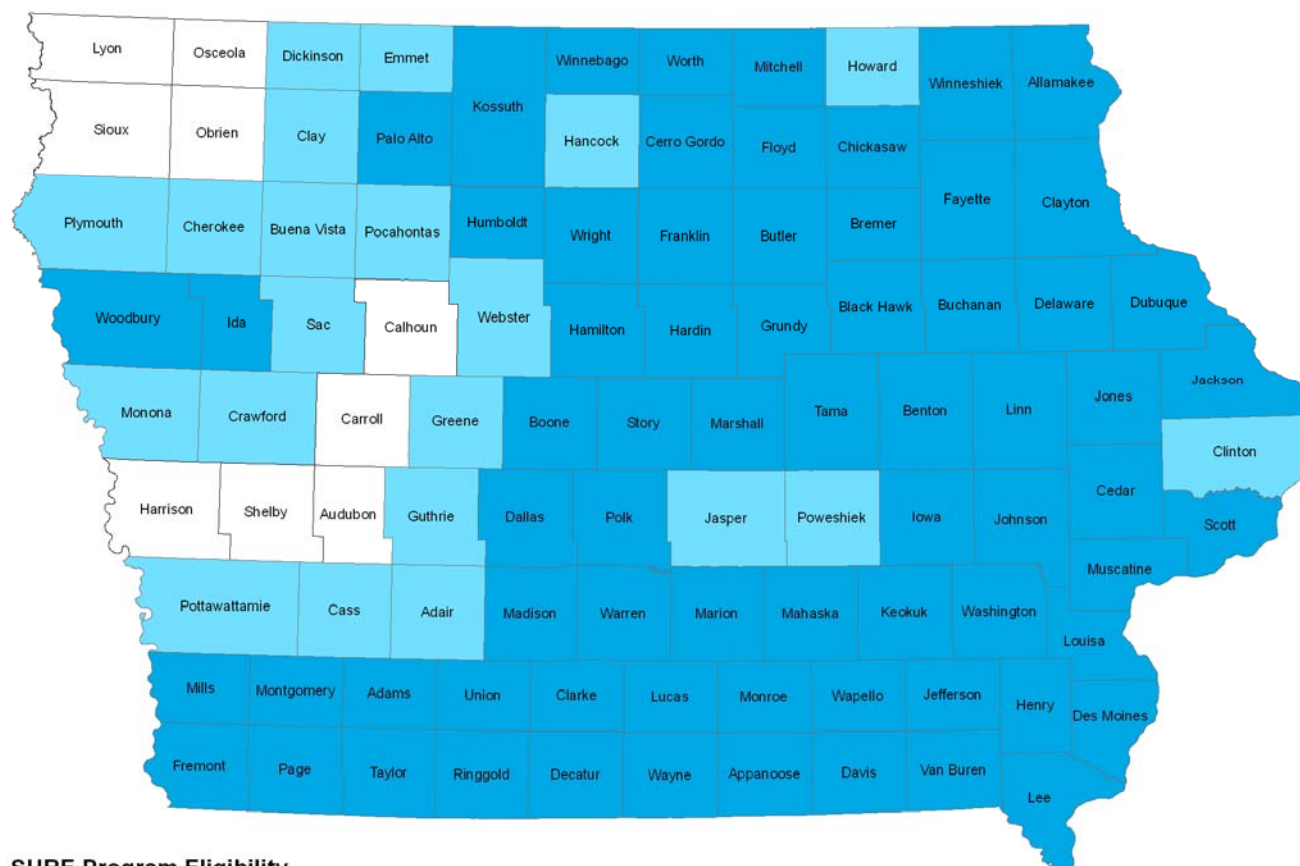 Lyon
Osceola
Dickinson
Emmet
Kossuth
Winnebago
Worth
Mitchell
Howard
Winneshiek
Allamakee
Sioux
Obrien
Clay
Palo Alto
Hancock
Cerro Gordo
Floyd
Chickasaw
Plymouth
Cherokee
Buena Vista
Pocahontas
Humboldt
Wright
Franklin
Butler
Bremer
Fayette
Clayton
Woodbury
Ida
Sac
Calhoun
Webster
Hamilton
Hardin
Grundy
Black Hawk
Buchanan
Delaware
Dubuque
Monona
Crawford
Carroll
Greene
Boone
Story
Marshall
Tama
Benton
Linn
Jones
Jackson
Clinton
Harrison
Shelby
Audubon
Guthrie
Dallas
Polk
Jasper
Poweshiek
Iowa
Johnson
Cedar
Scott
Muscatine
Pottawattamie
Cass
Adair
Madison
Warren
Marion
Mahaska
Keokuk
Washington
Louisa
Mills
Montgomery
Adams
Union
Clarke
Lucas
Monroe
Wapello
Jefferson
Henry
Des Moines
Fremont
Page
Taylor
Ringgold
Decatur
Wayne
Appanoose
Davis
Van Buren
Lee
SURE Program Eligibility